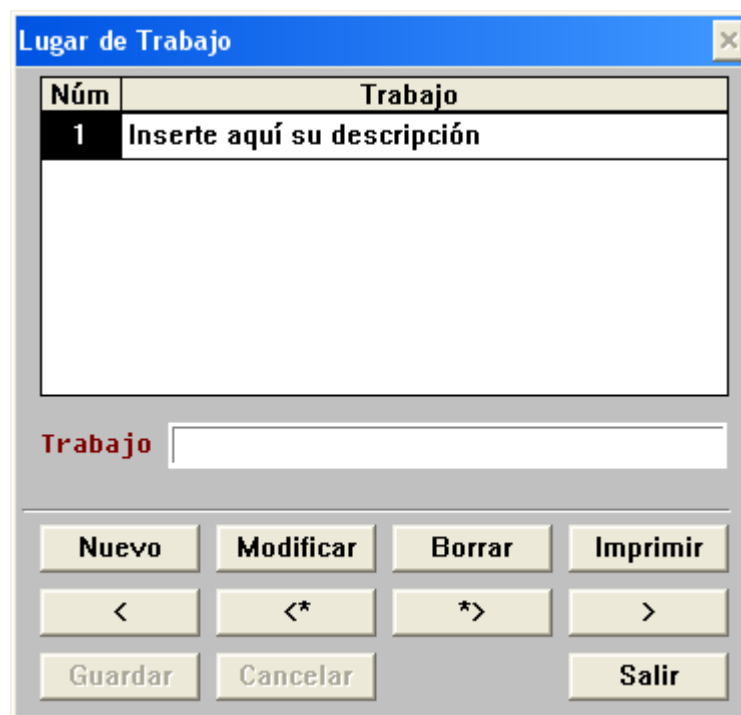 Lugar de Trabajo
Núm Trabajo
1 Inserte aquí su descripción
Trabajo
Nuevo Modificar Borrar Imprimir
< <* *> >
Guardar Cancelar Salir